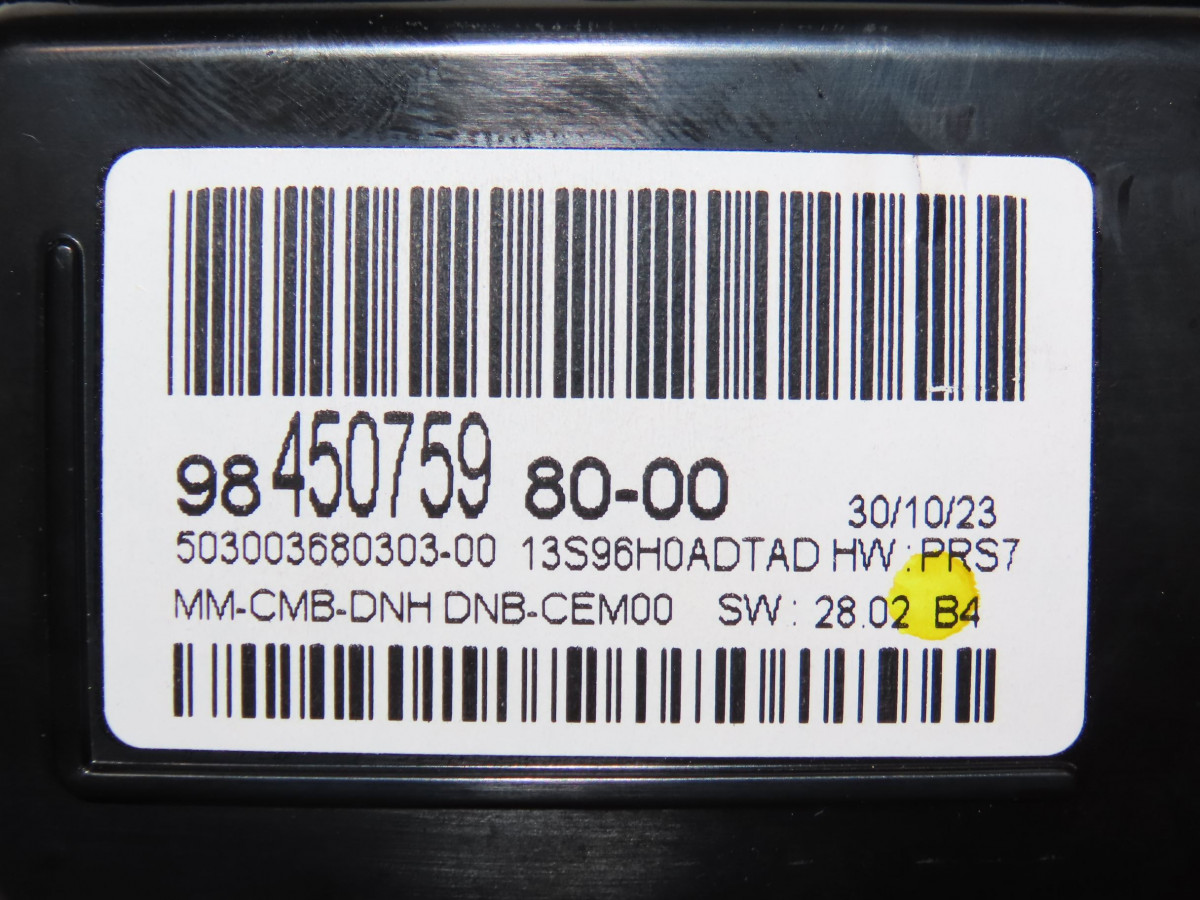 98 450759 80-00 30/10/23
503003680303-00 13S96H0ADTAD HW : PRS7
MM-CMB-DNH DNB-CEM00 SW : 28.02 B4